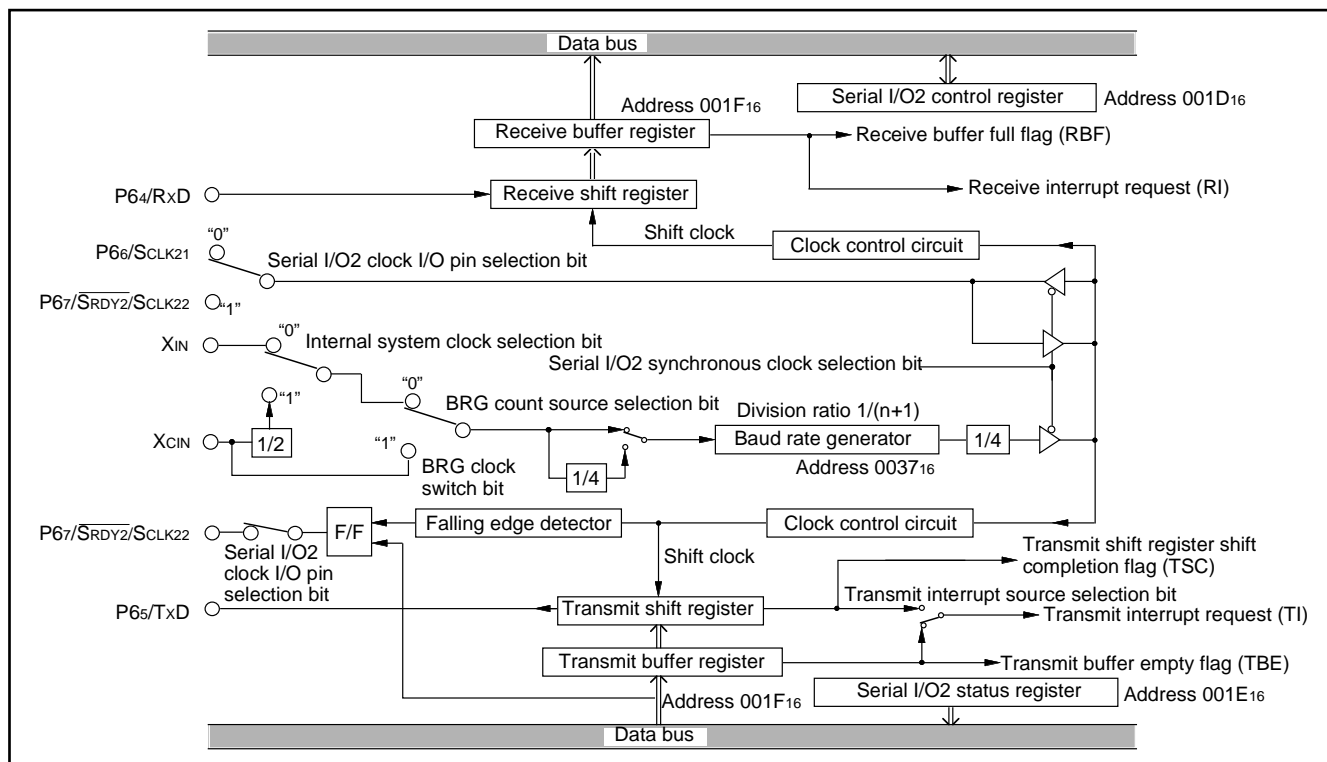 Data bus
Address 001F16
Serial I/O2 control register
Address 001D16
Receive buffer register
Receive buffer full flag (RBF)
P64/RXD
Receive shift register
Receive interrupt request (RI)
"0"
Shift clock
Clock control circuit
P66/SCLK21
Serial I/O2 clock I/O pin selection bit
P67/SRDY2/SCLK22
"1"
XIN
"0"
Internal system clock selection bit
Serial I/O2 synchronous clock selection bit
"1"
"0"
BRG count source selection bit
Division ratio 1/(n+1)
XCIN
1/2
"1"
Baud rate generator
1/4
BRG clock
switch bit
1/4
Address 003716
P67/SRDY2/SCLK22
F/F
Falling edge detector
Clock control circuit
Serial I/O2
clock I/O pin
selection bit
Shift clock
Transmit shift register shift
completion flag (TSC)
P65/TXD
Transmit shift register
Transmit interrupt source selection bit
Transmit interrupt request (TI)
Transmit buffer register
Transmit buffer empty flag (TBE)
Address 001F16
Serial I/O2 status register
Address 001E16
Data bus